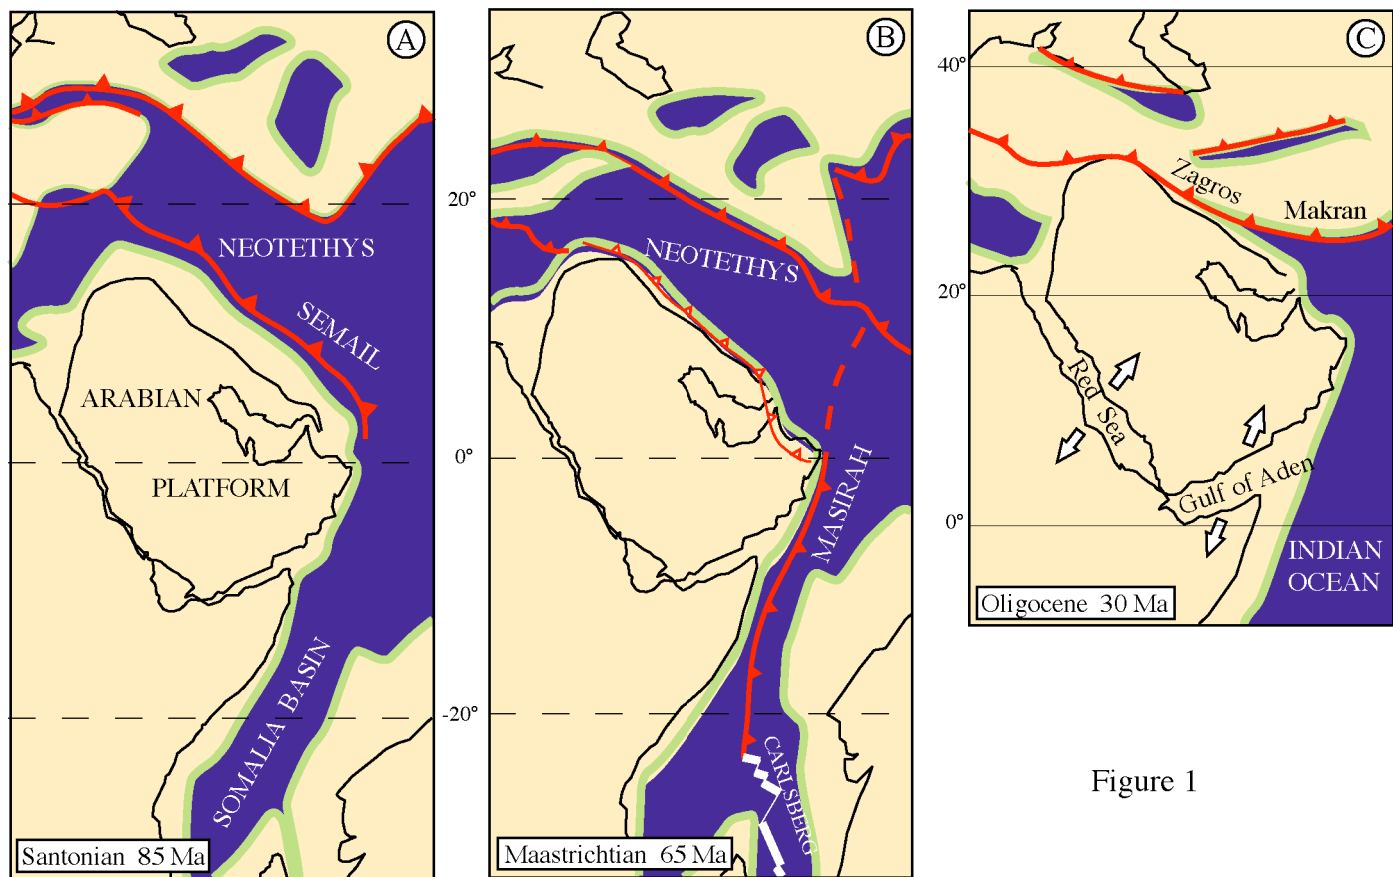 A
NEOTETHYS
SEMAIL
ARABIAN
PLATFORM
SOMALIA BASIN
Santonian 85 Ma
B
20°
NEOTETHYS
0°
MASIRAH
-20°
CARLSBERG
Maastrichtian 65 Ma
C
40°
Zagros
Makran
20°
Red Sea
Gulf of Aden
0°
INDIAN
OCEAN
Oligocene 30 Ma
Figure 1